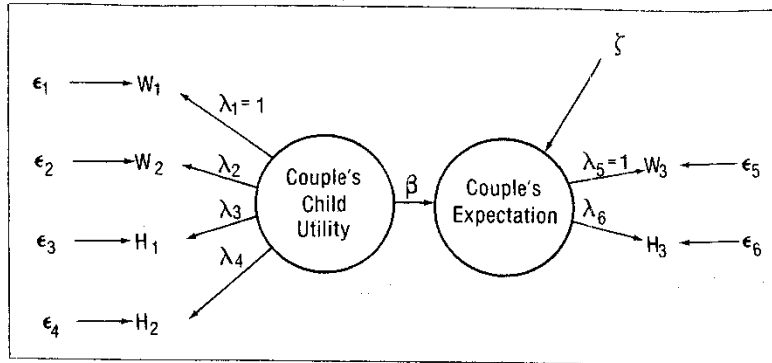 ζ
ϵ1 W1
λ1 = 1
ϵ2 W2
λ2
Couple's
Child
Utility
β
Couple's
Expectation
λ5=1 W3 ϵ5
λ3
ϵ3 H1
λ4
λ6
H3 ϵ6
ϵ4 H2